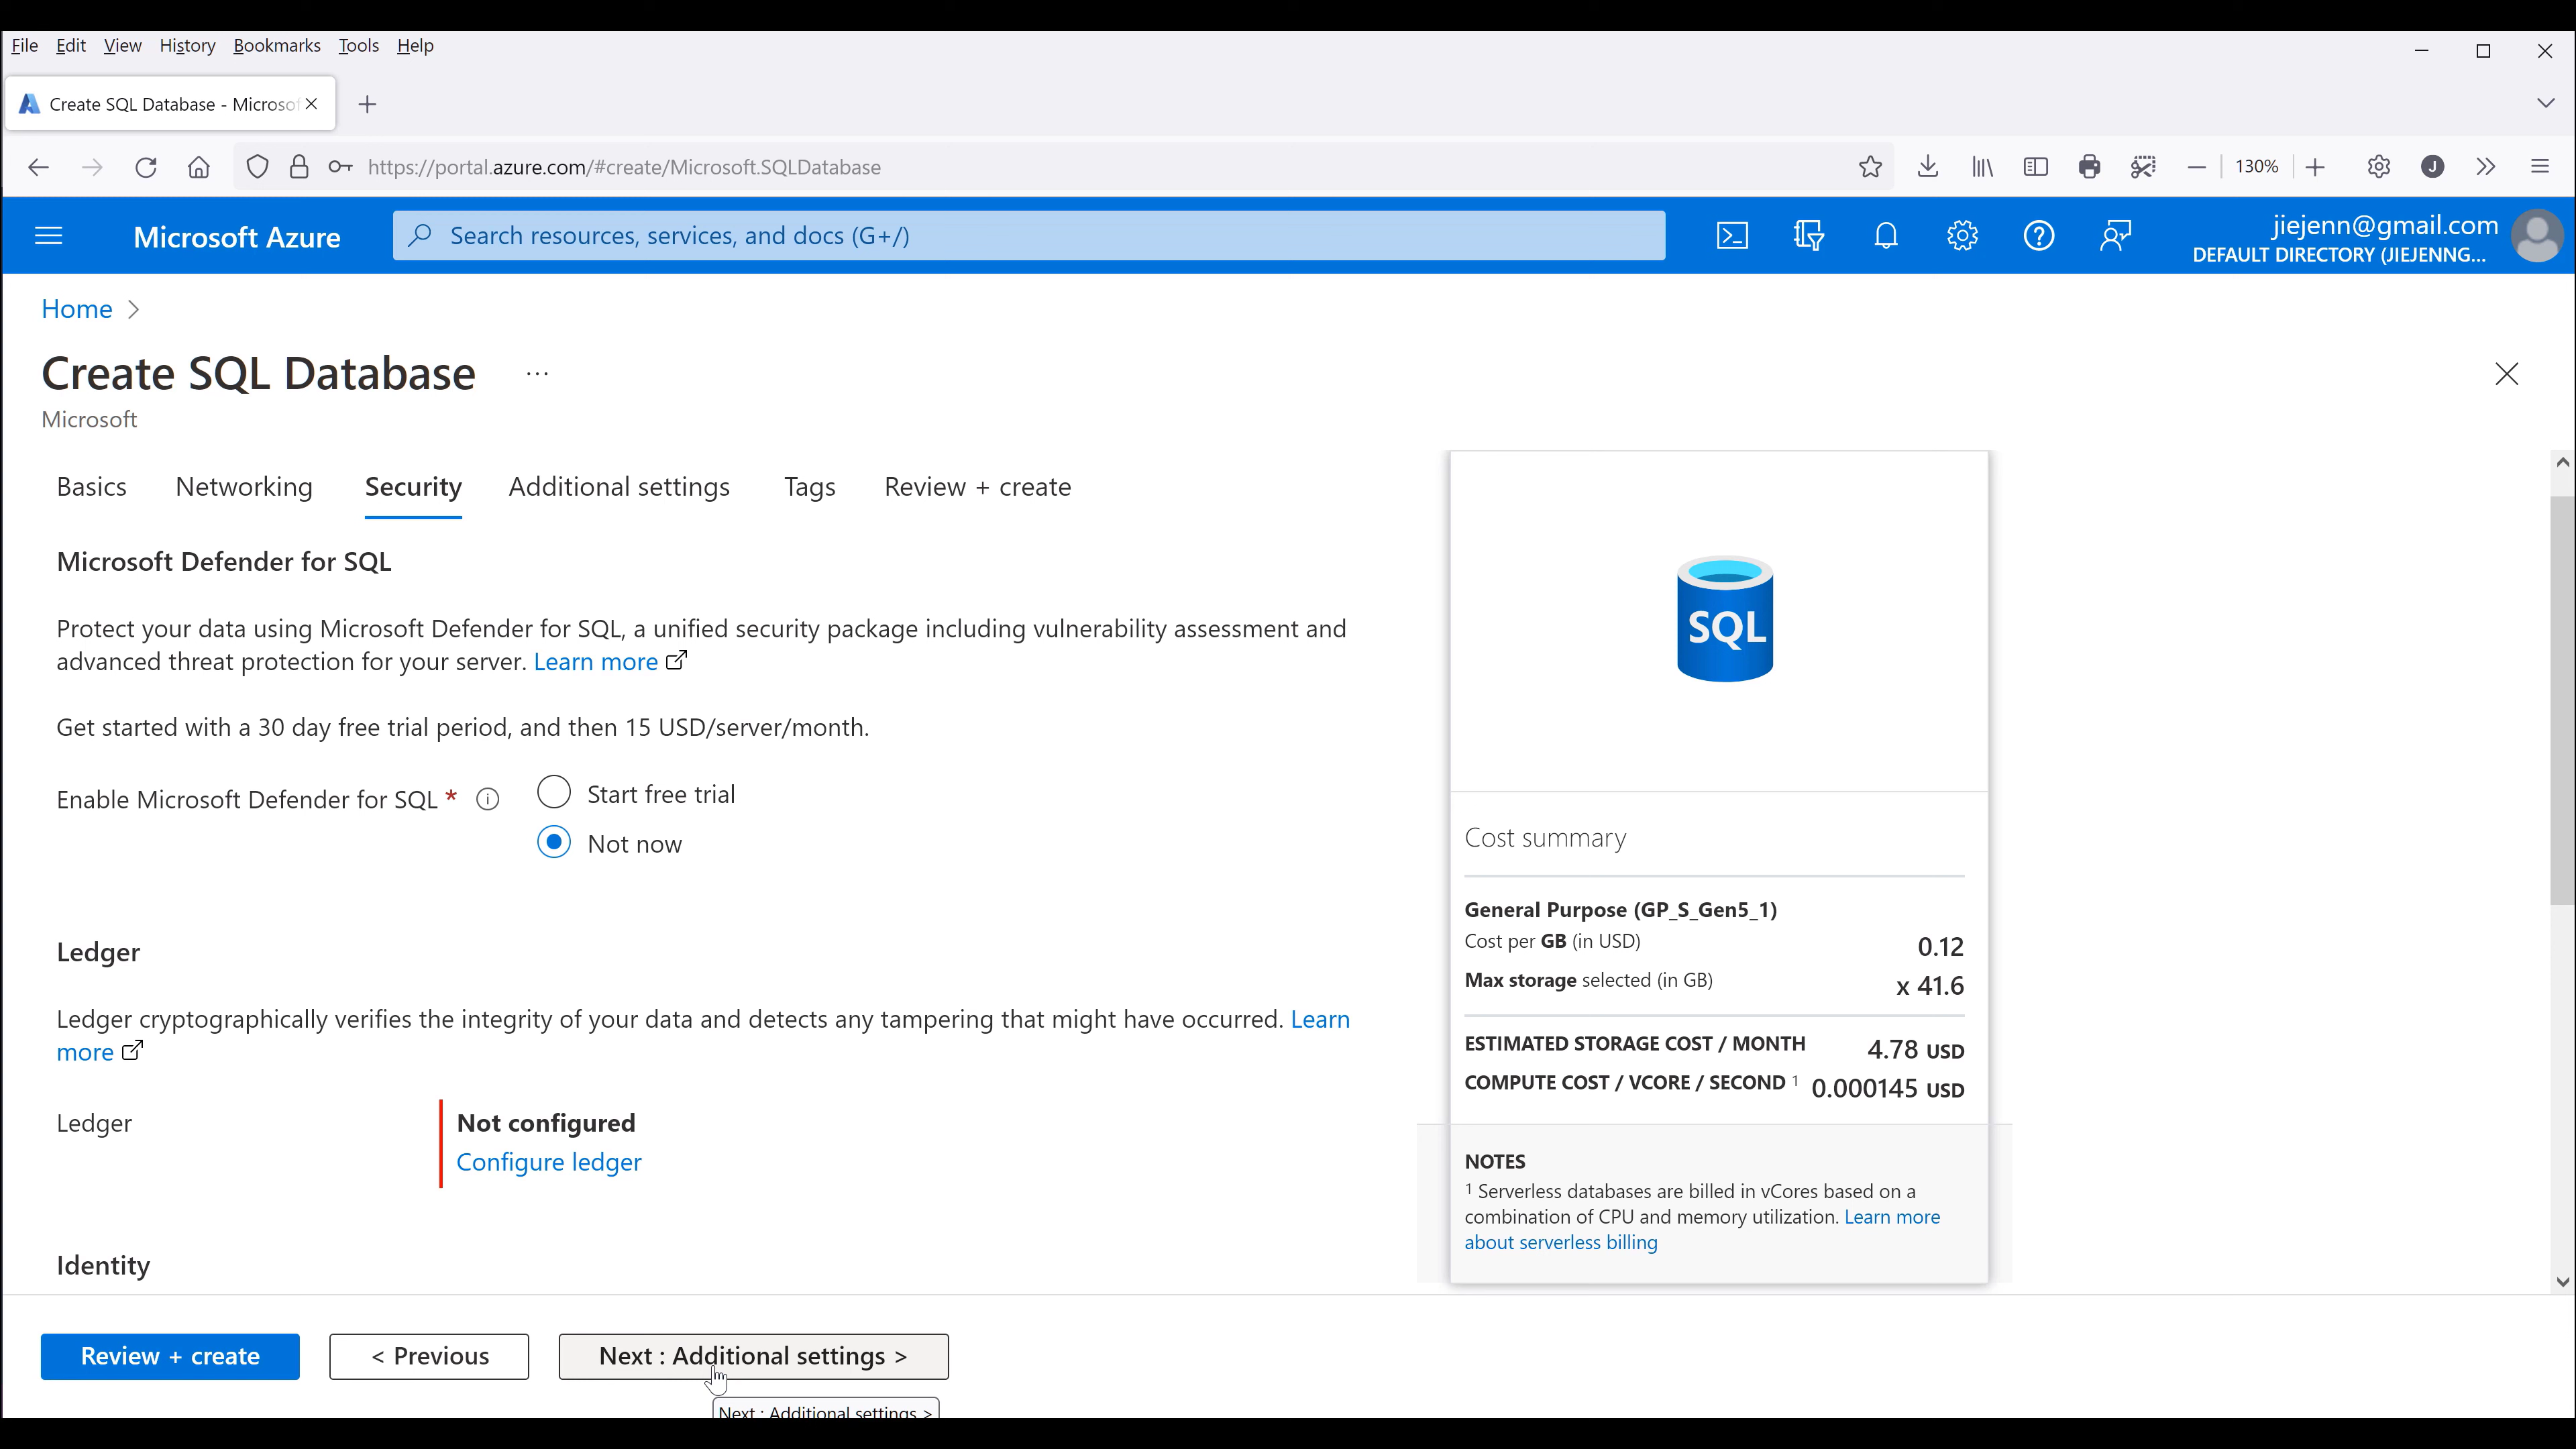 File Edit View History Bookmarks Tools Help
Create SQL Database - Microsof
https://portal.azure.com/#create/Microsoft.SQLDatabase
130%
J
Microsoft Azure
Search resources, services, and docs (G+/)
jiejenn@gmail.com
DEFAULT DIRECTORY (JIEJENNG...
Home >
Create SQL Database ...
Microsoft
Basics Networking Security Additional settings Tags Review + create
Microsoft Defender for SQL
Protect your data using Microsoft Defender for SQL, a unified security package including vulnerability assessment and
advanced threat protection for your server. Learn more
Get started with a 30 day free trial period, and then 15 USD/server/month.
Enable Microsoft Defender for SQL *
Start free trial
Not now
Ledger
Ledger cryptographically verifies the integrity of your data and detects any tampering that might have occurred. Learn
more
Ledger
Not configured
Configure ledger
Identity
SQL
Cost summary
General Purpose (GP_S_Gen5_1)
Cost per GB (in USD) 0.12
Max storage selected (in GB) x 41.6
ESTIMATED STORAGE COST / MONTH 4.78 USD
COMPUTE COST / VCORE / SECOND 1 0.000145 USD
NOTES
1 Serverless databases are billed in vCores based on a
combination of CPU and memory utilization. Learn more
about serverless billing
Review + create
< Previous
Next : Additional settings >
Next : Additional settings >